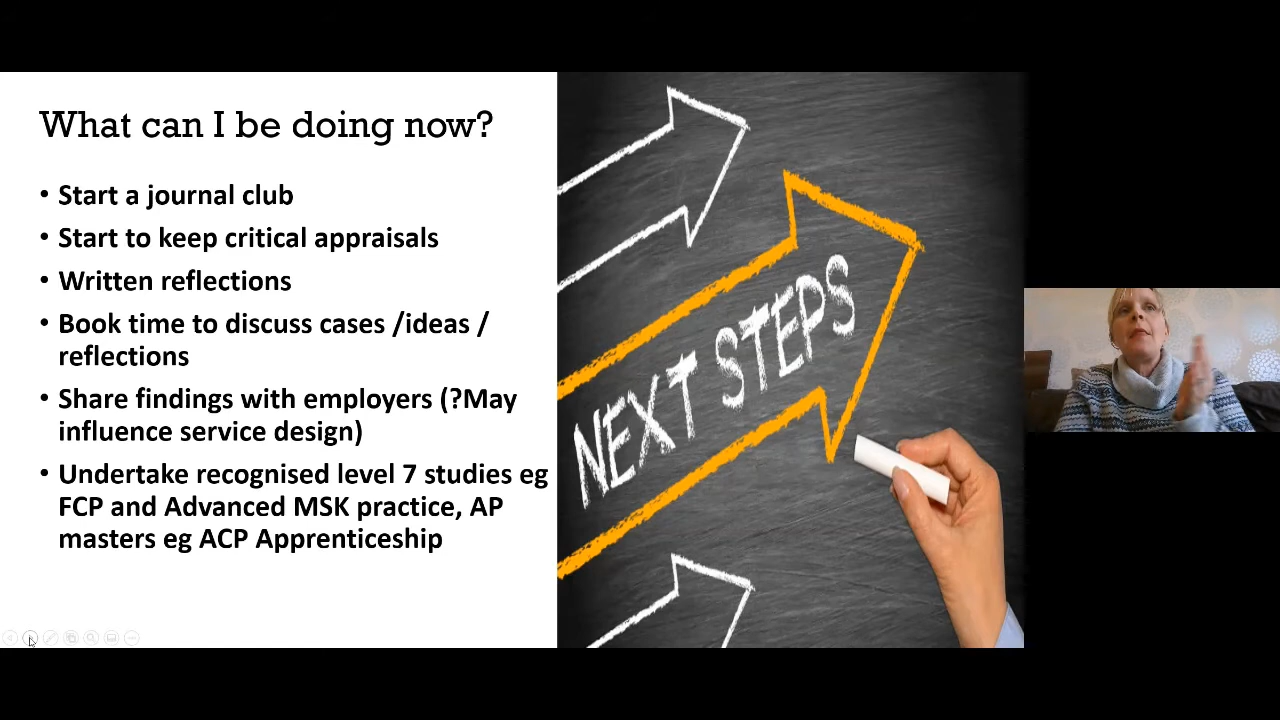 What can I be doing now?
• Start a journal club
• Start to keep critical appraisals
• Written reflections
• Book time to discuss cases /ideas /
reflections
• Share findings with employers (?May
influence service design)
• Undertake recognised level 7 studies eg
FCP and Advanced MSK practice, AP
masters eg ACP Apprenticeship
NEXT STEPS